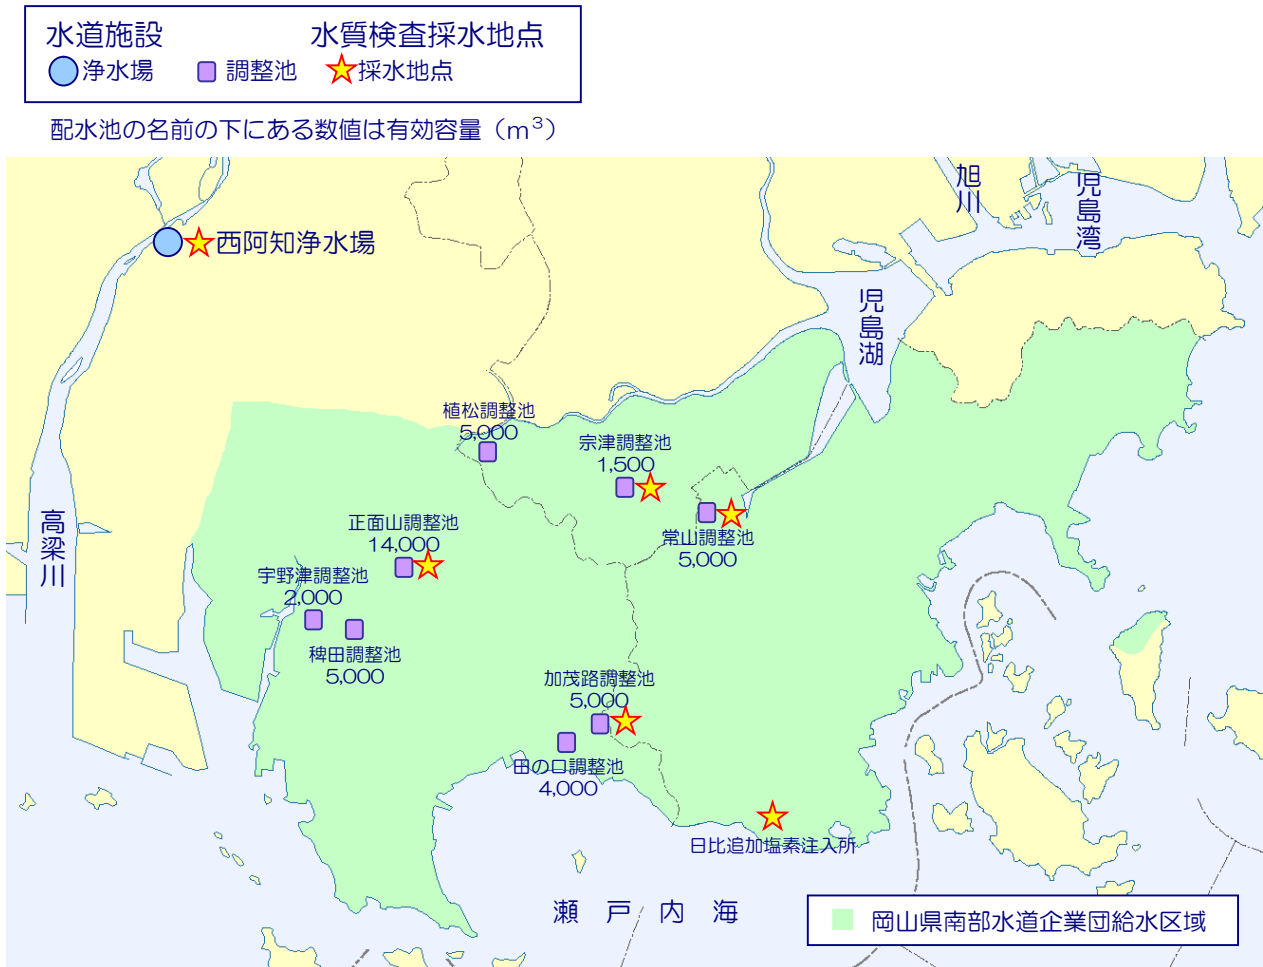 水道施設
水質検査採水地点
浄水場
調整池
採水地点
配水池の名前の下にある数値は有効容量（m³）
旭川
児島湾
西阿知浄水場
児島湖
植松調整池
5,000
宗津調整池
1,500
高梁川
正面山調整池
14,000
常山調整池
5,000
宇野津調整池
2,000
稗田調整池
5,000
加茂路調整池
5,000
田の口調整池
4,000
日比追加塩素注入所
瀬戸内海
岡山県南部水道企業団給水区域